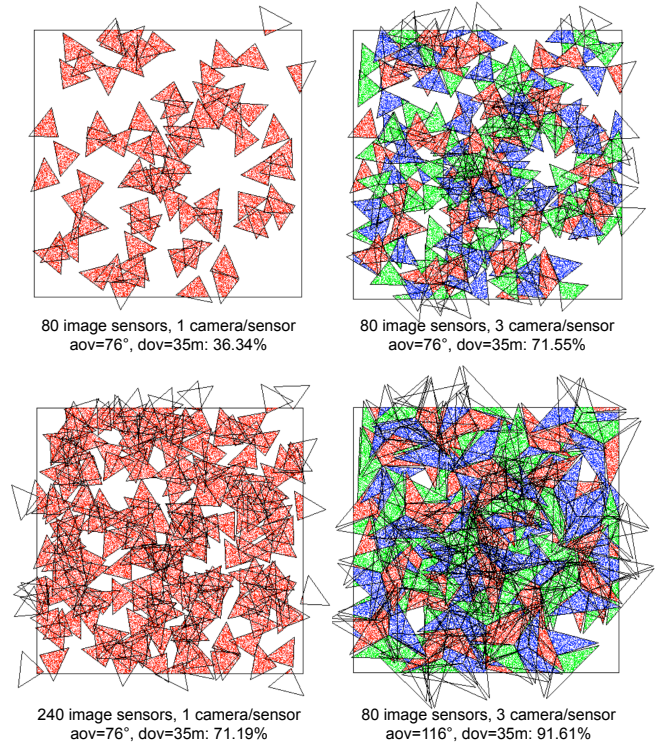 80 image sensors, 1 camera/sensor
aov=76°, dov=35m: 36.34%
80 image sensors, 3 camera/sensor
aov=76°, dov=35m: 71.55%
240 image sensors, 1 camera/sensor
aov=76°, dov=35m: 71.19%
80 image sensors, 3 camera/sensor
aov=116°, dov=35m: 91.61%